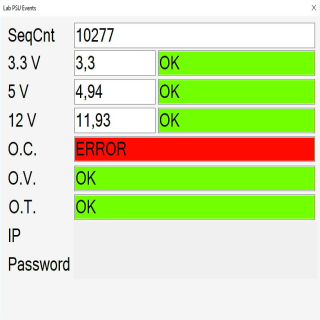 Lab PSU Events X
SeqCnt 10277
3.3 V 3,3 OK
5 V 4,94 OK
12 V 11,93 OK
O.C. ERROR
O.V. OK
O.T. OK
IP
Password